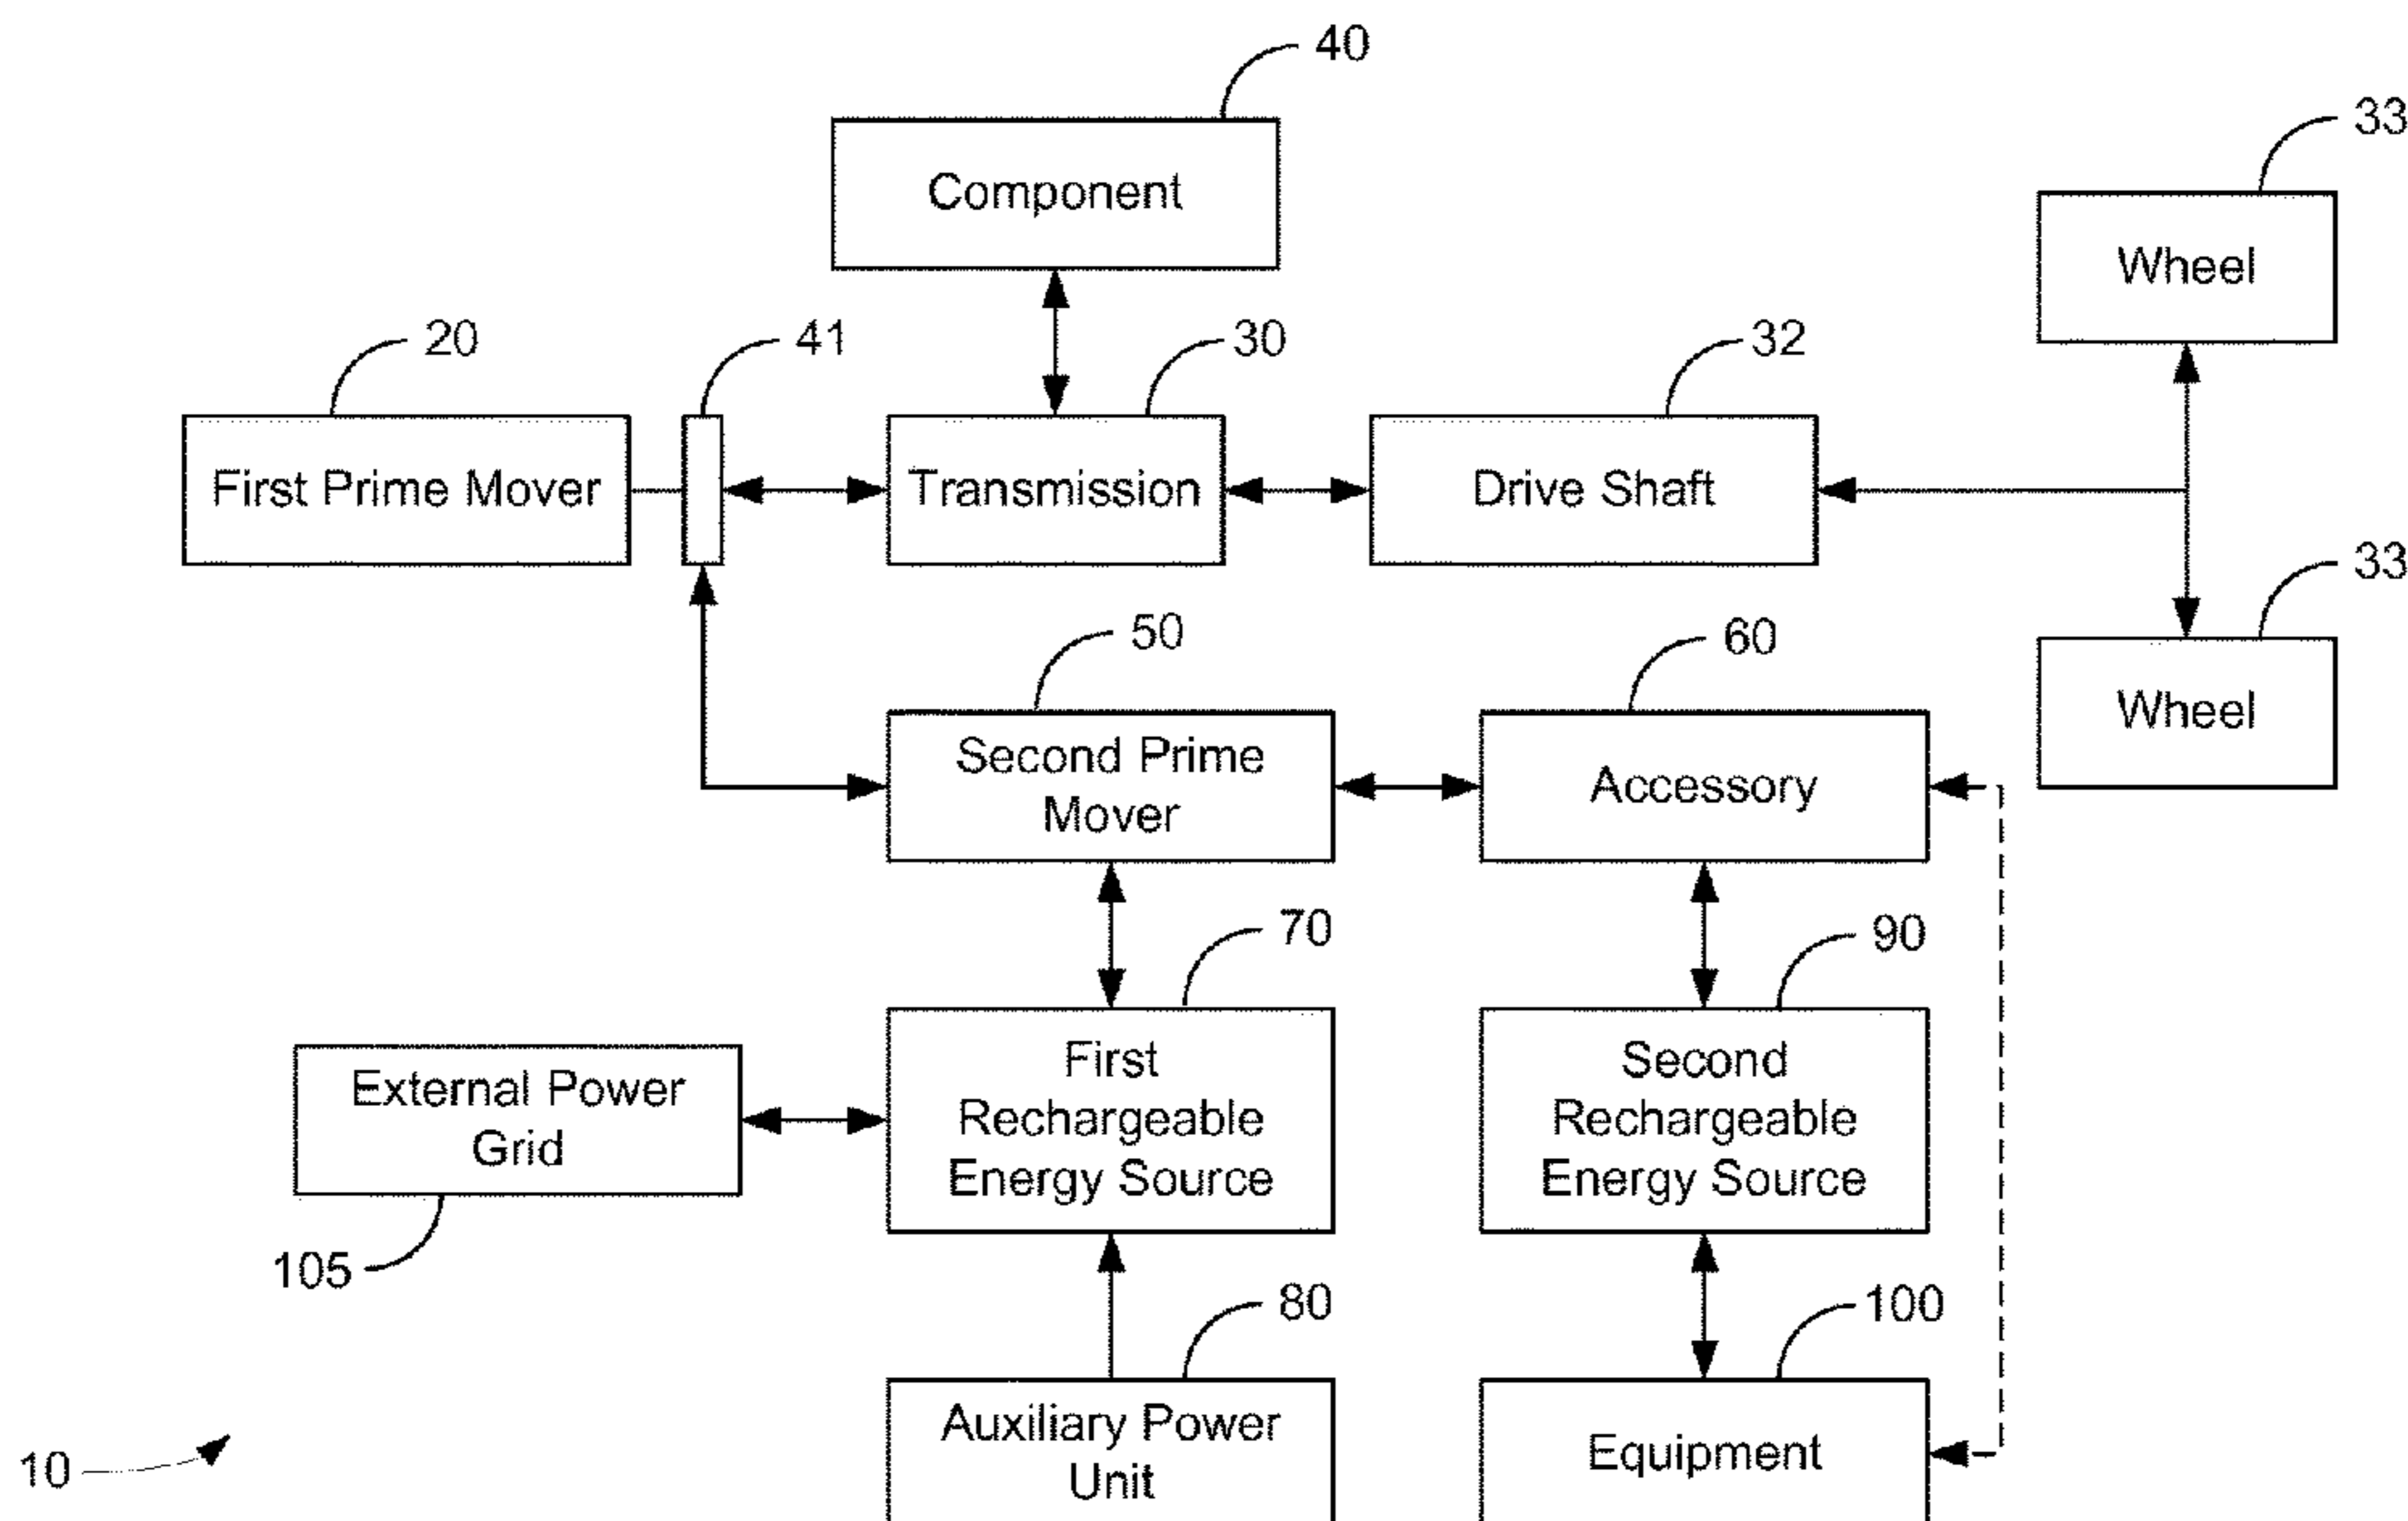 40
Component
33
Wheel
20
41
30
32
First Prime Mover
Transmission
Drive Shaft
33
Wheel
50
60
Second Prime
Mover
Accessory
70
90
First
Rechargeable
Energy Source
Second
Rechargeable
Energy Source
External Power
Grid
105
80
100
Auxiliary Power
Unit
Equipment
10